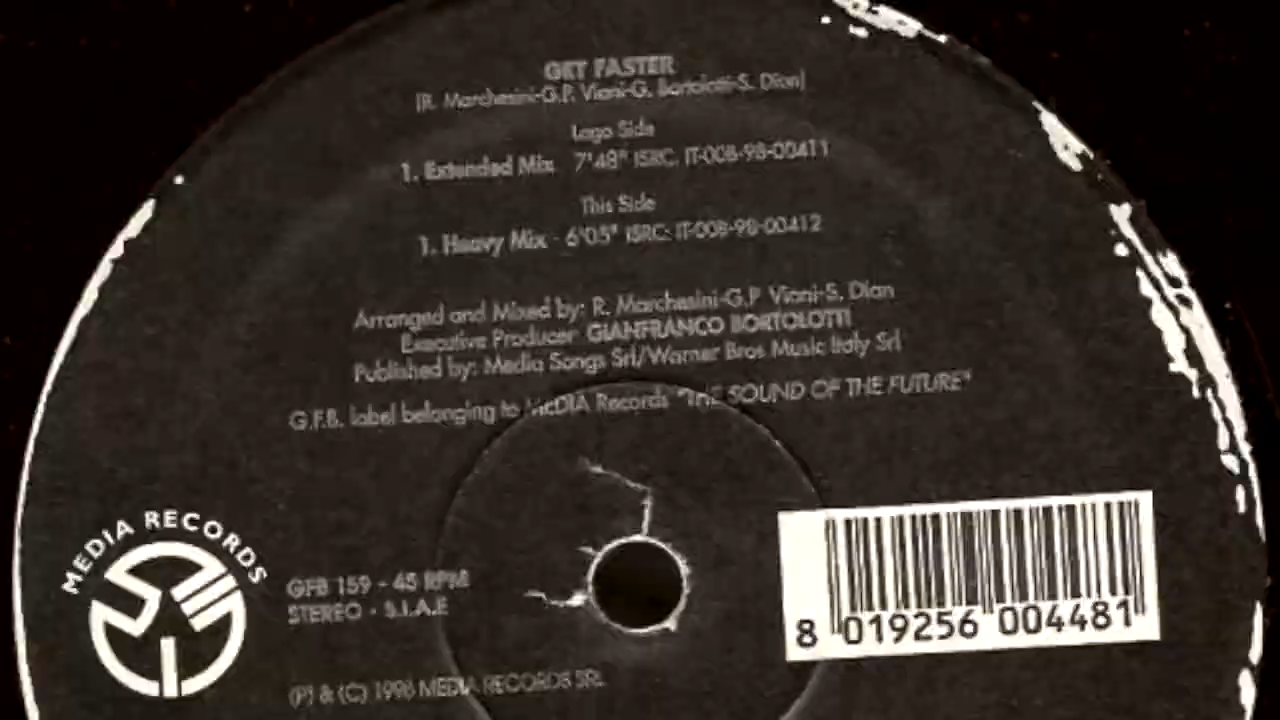 GET FASTER
(R. Marchesini-G.P. Viani-G. Bortolotti-S. Dian)
Logo Side
1. Extended Mix 7'48" ISRC: IT-00B-98-00411
This Side
1. Heavy Mix - 6'05" ISRC: IT-00B-98-00412
Arranged and Mixed by: R. Marchesini-G.P. Viani-S. Dian
Executive Producer: GIANFRANCO BORTOLOTTI
Published by: Media Songs Srl/Warner Bros Music Italy Srl
G.F.B. label belonging to MEDIA Records "THE SOUND OF THE FUTURE"
MEDIA RECORDS
GFB 159 - 45 RPM
STEREO - S.I.A.E
8 019256 004481
(P) & (C) 1998 MEDIA RECORDS SRL